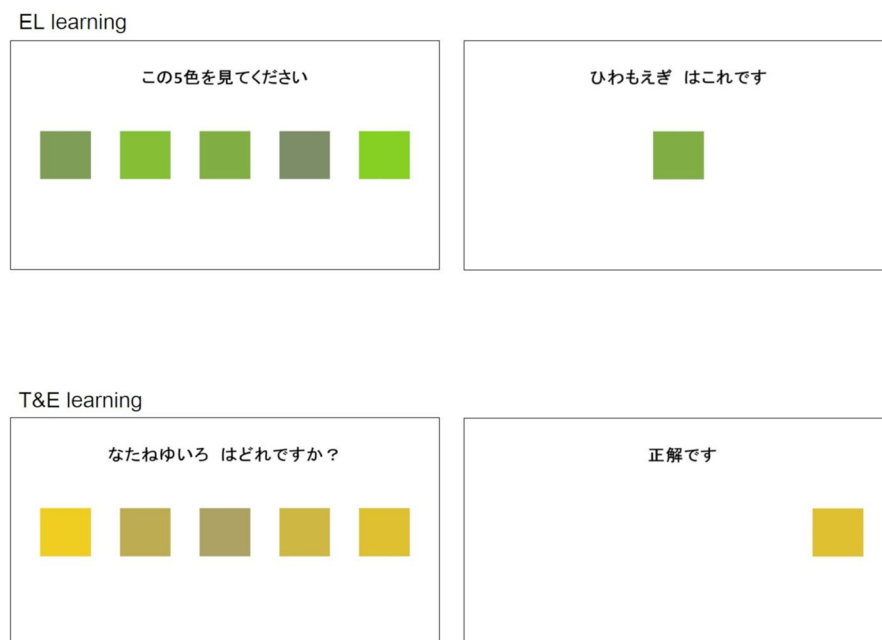 EL learning
この5色を見てください
ひわもえぎ はこれです
T&E learning
なたねゆいろ はどれですか？
正解です